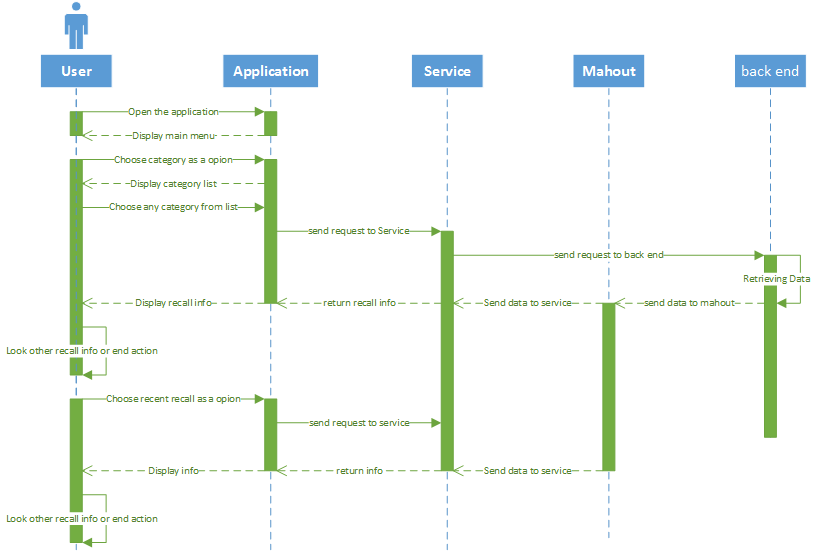 User
Application
Service
Mahout
back end
Open the application
Display main menu
Choose category as a opion
Display category list
Choose any category from list
send request to Service
send request to back end
Retrieving Data
Display recall info
return recall info
Send data to service
send data to mahout
Look other recall info or end action
Choose recent recall as a opion
send request to service
Display info
return info
Send data to service
Look other recall info or end action